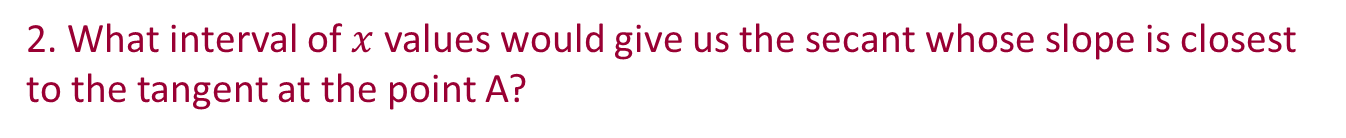 2. What interval of x values would give us the secant whose slope is closest
to the tangent at the point A?